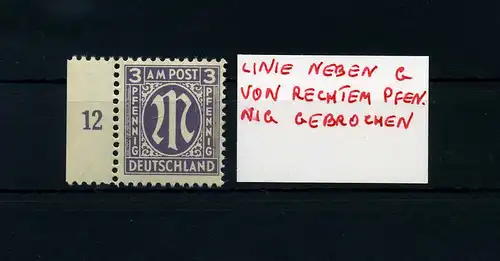 12
3 AM POST 3
PFENNIG
PFENNIG
M
DEUTSCHLAND
LINIE NEBEN G
VON RECHTEM PFEN.
NIG GEBROCHEN